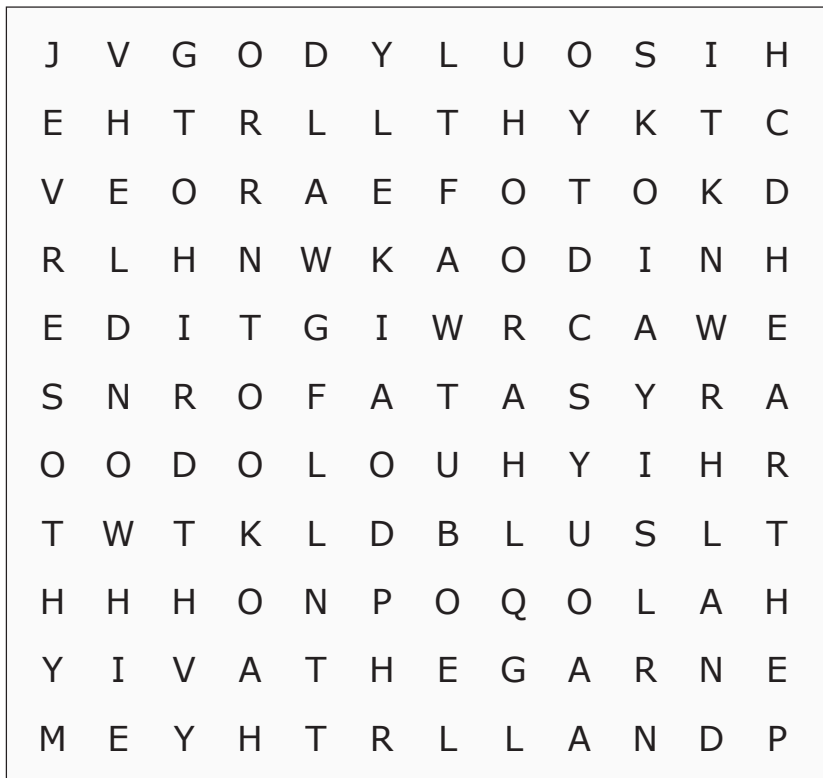 J V G O D Y L U O S I H
E H T R L L T H Y K T C
V E O R A E F O T O K D
R L H N W K A O D I N H
E D I T G I W R C A W E
S N R O F A T A S Y R A
O O D O L O U H Y I H R
T W T K L D B L U S L T
H H H O N P O Q O L A H
Y I V A T H E G A R N E
M E Y H T R L L A N D P